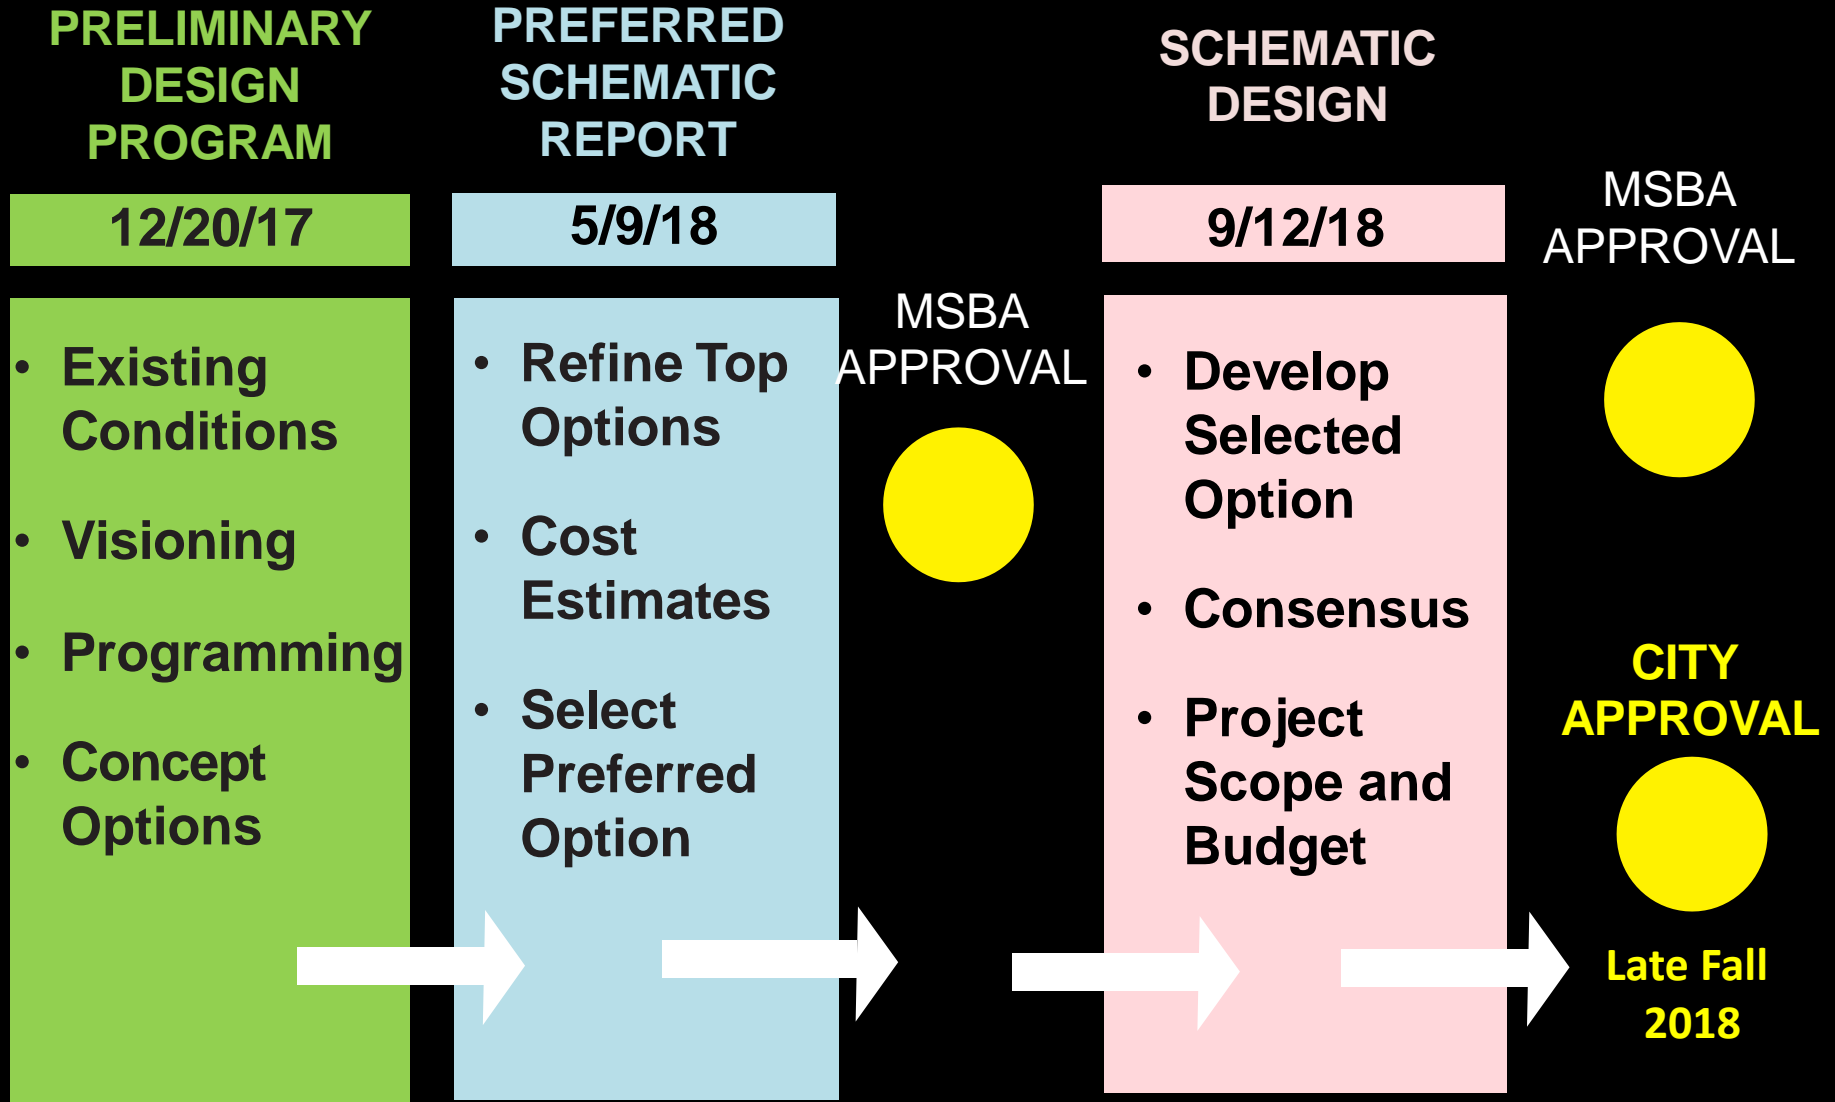 PRELIMINARY
DESIGN
PROGRAM
12/20/17
• Existing
Conditions
• Visioning
• Programming
• Concept
Options
PREFERRED
SCHEMATIC
REPORT
5/9/18
• Refine Top
Options
• Cost
Estimates
• Select
Preferred
Option
MSBA
APPROVAL
SCHEMATIC
DESIGN
9/12/18
• Develop
Selected
Option
• Consensus
• Project
Scope and
Budget
MSBA
APPROVAL
CITY
APPROVAL
Late Fall
2018